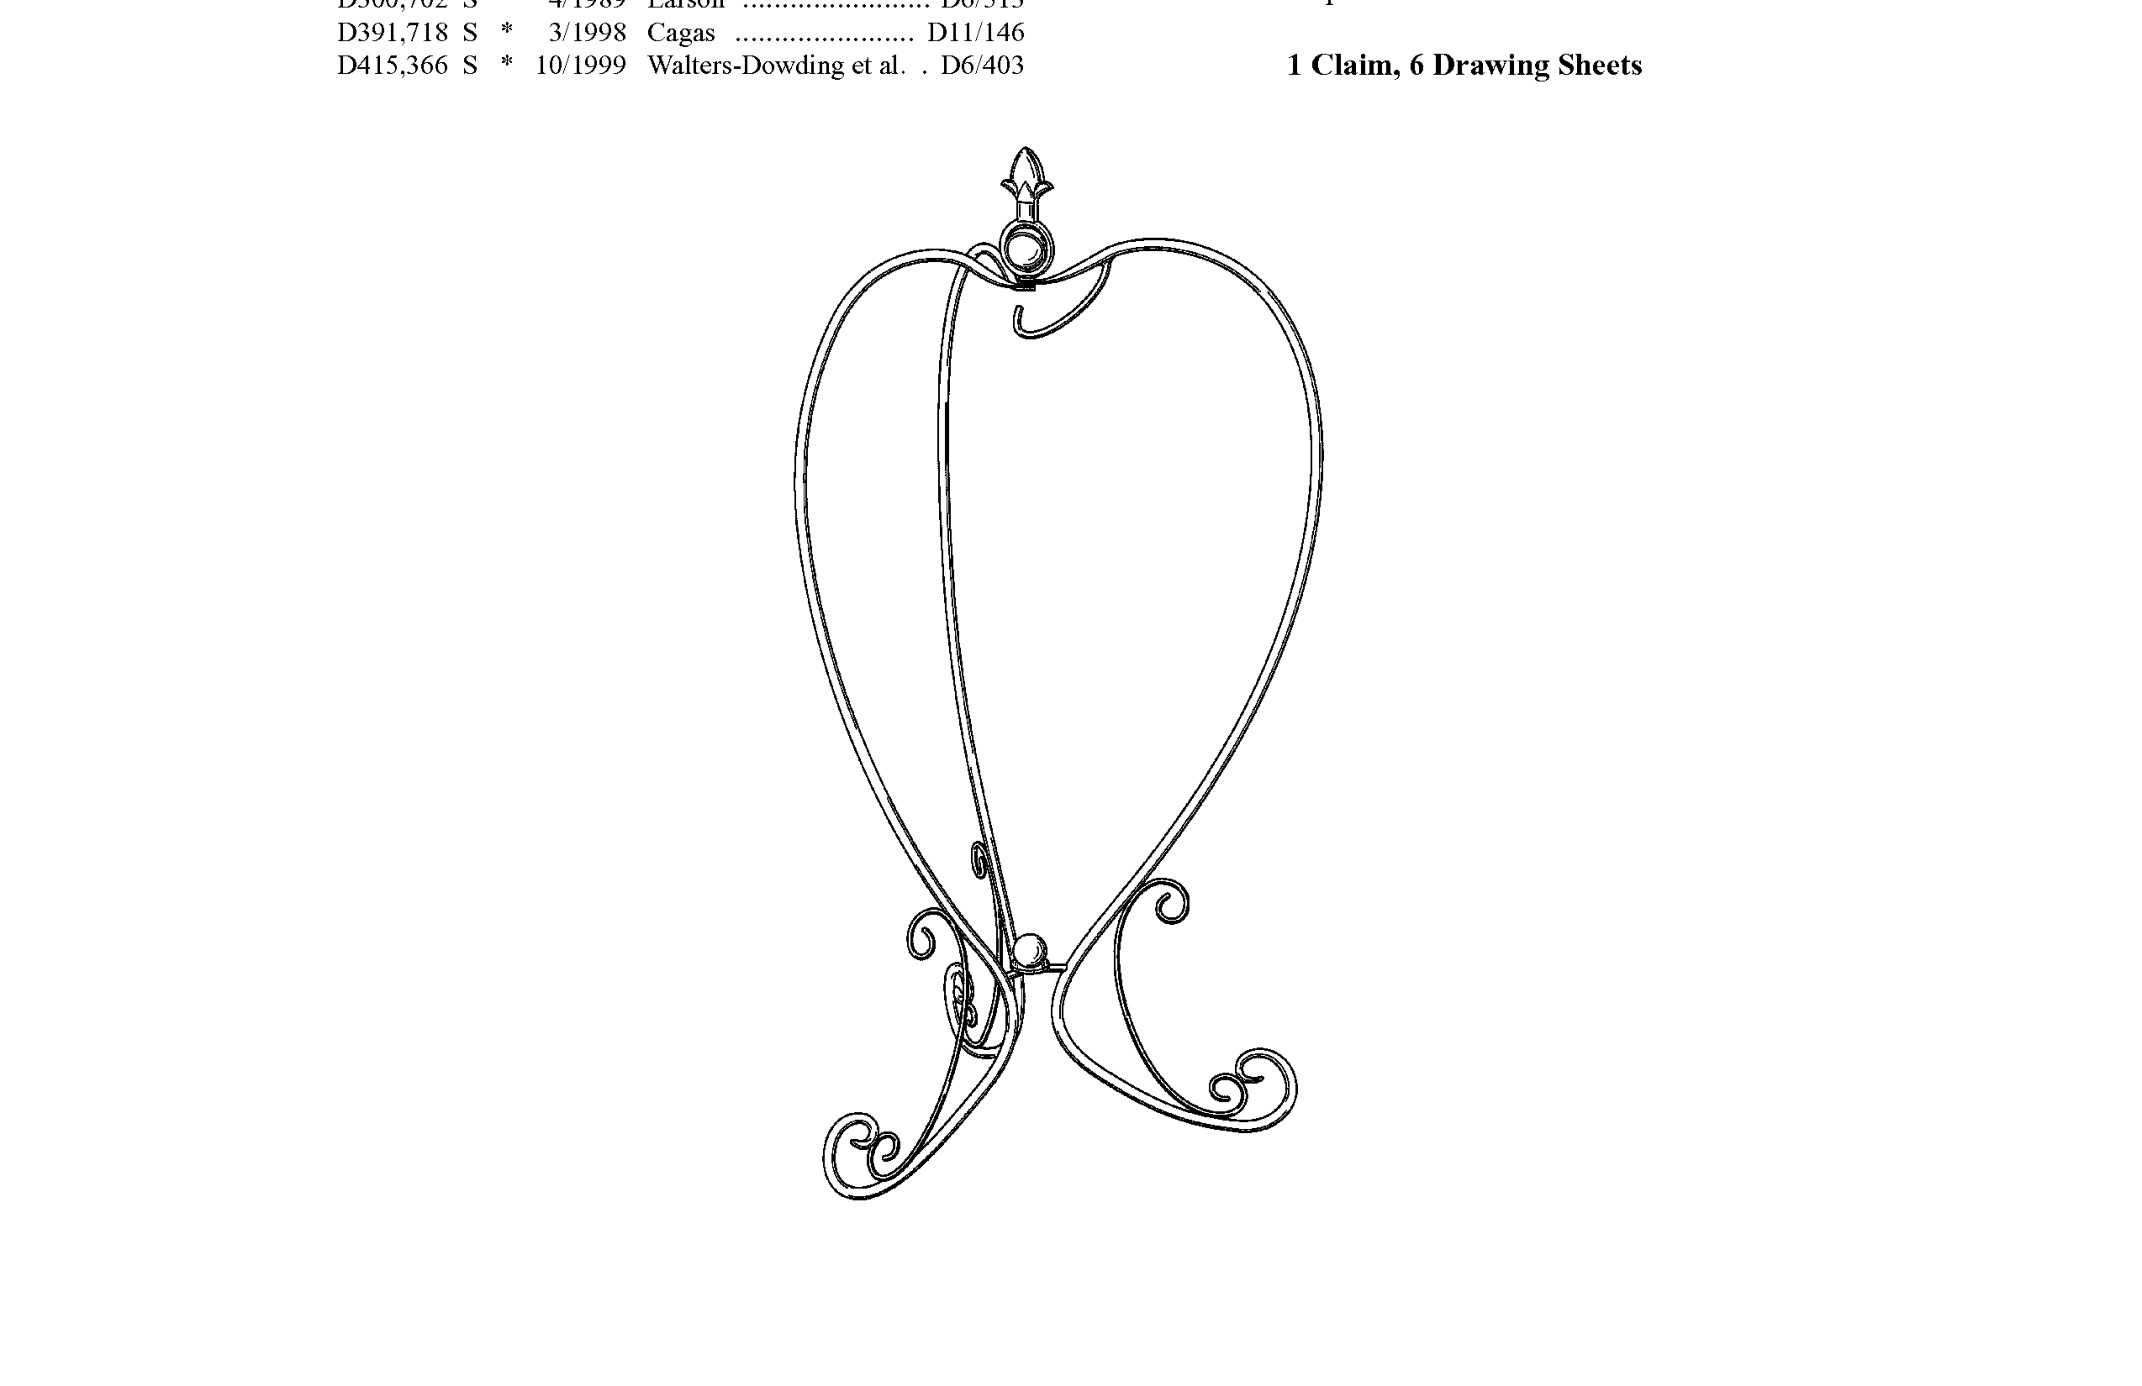 D391,718 S * 3/1998 Cagas ....................... D11/146
D415,366 S * 10/1999 Walters-Dowding et al. . D6/403
1 Claim, 6 Drawing Sheets